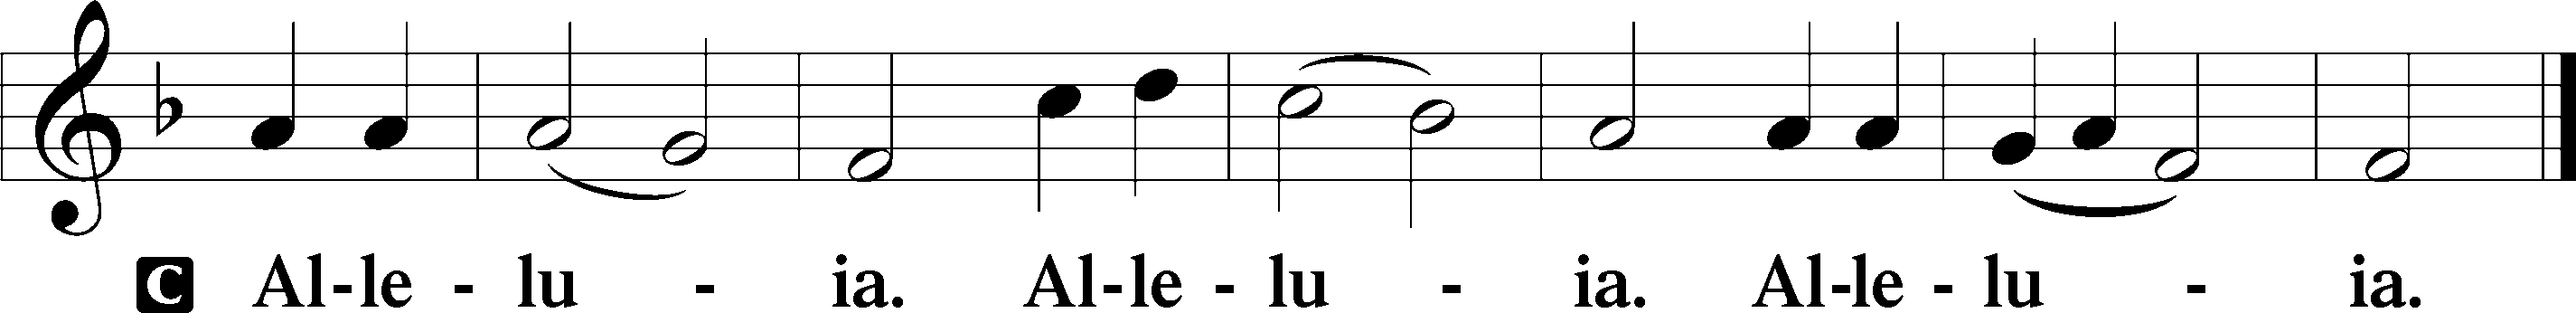 C Al-le - lu - ia. Al-le - lu - ia. Al-le - lu - ia.